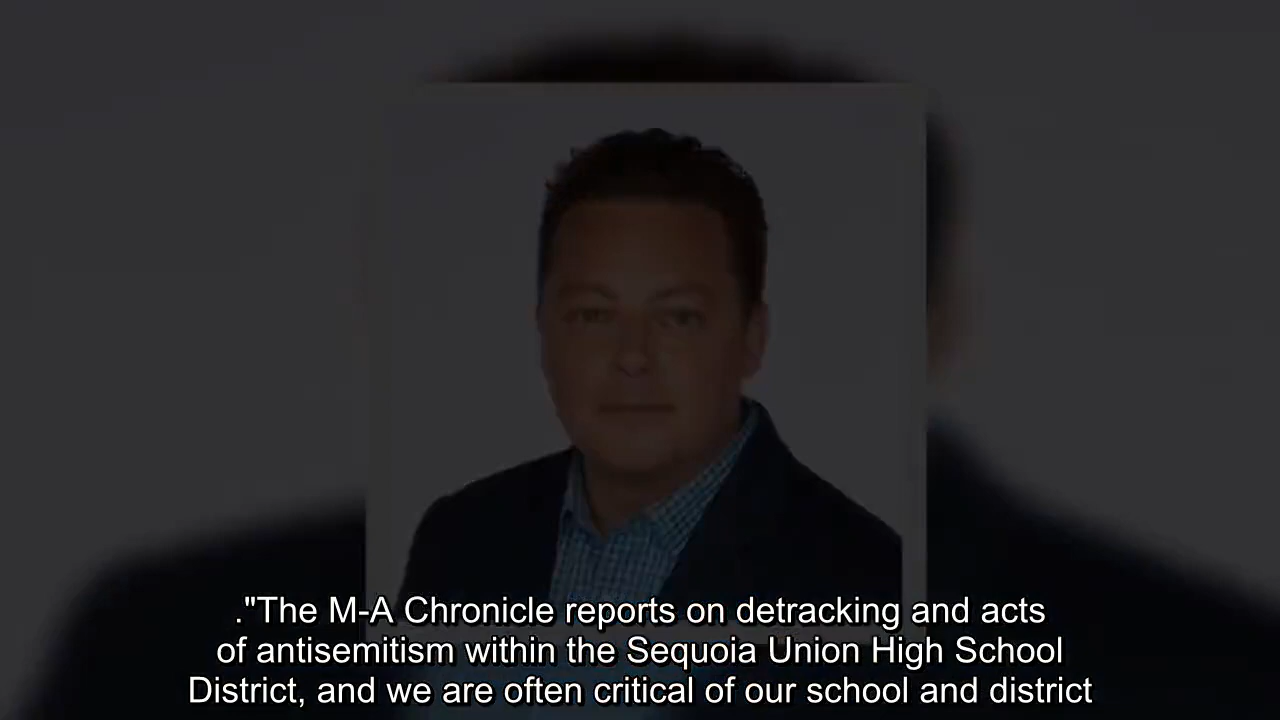 ."The M-A Chronicle reports on detracking and acts
of antisemitism within the Sequoia Union High School
District, and we are often critical of our school and district